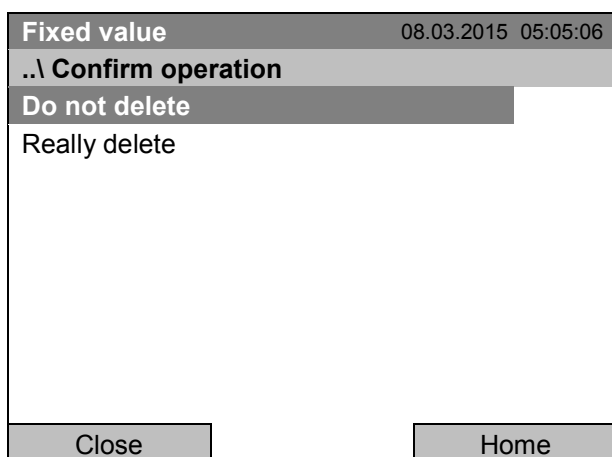 Fixed value 08.03.2015 05:05:06
..\ Confirm operation
Do not delete
Really delete
Close Home